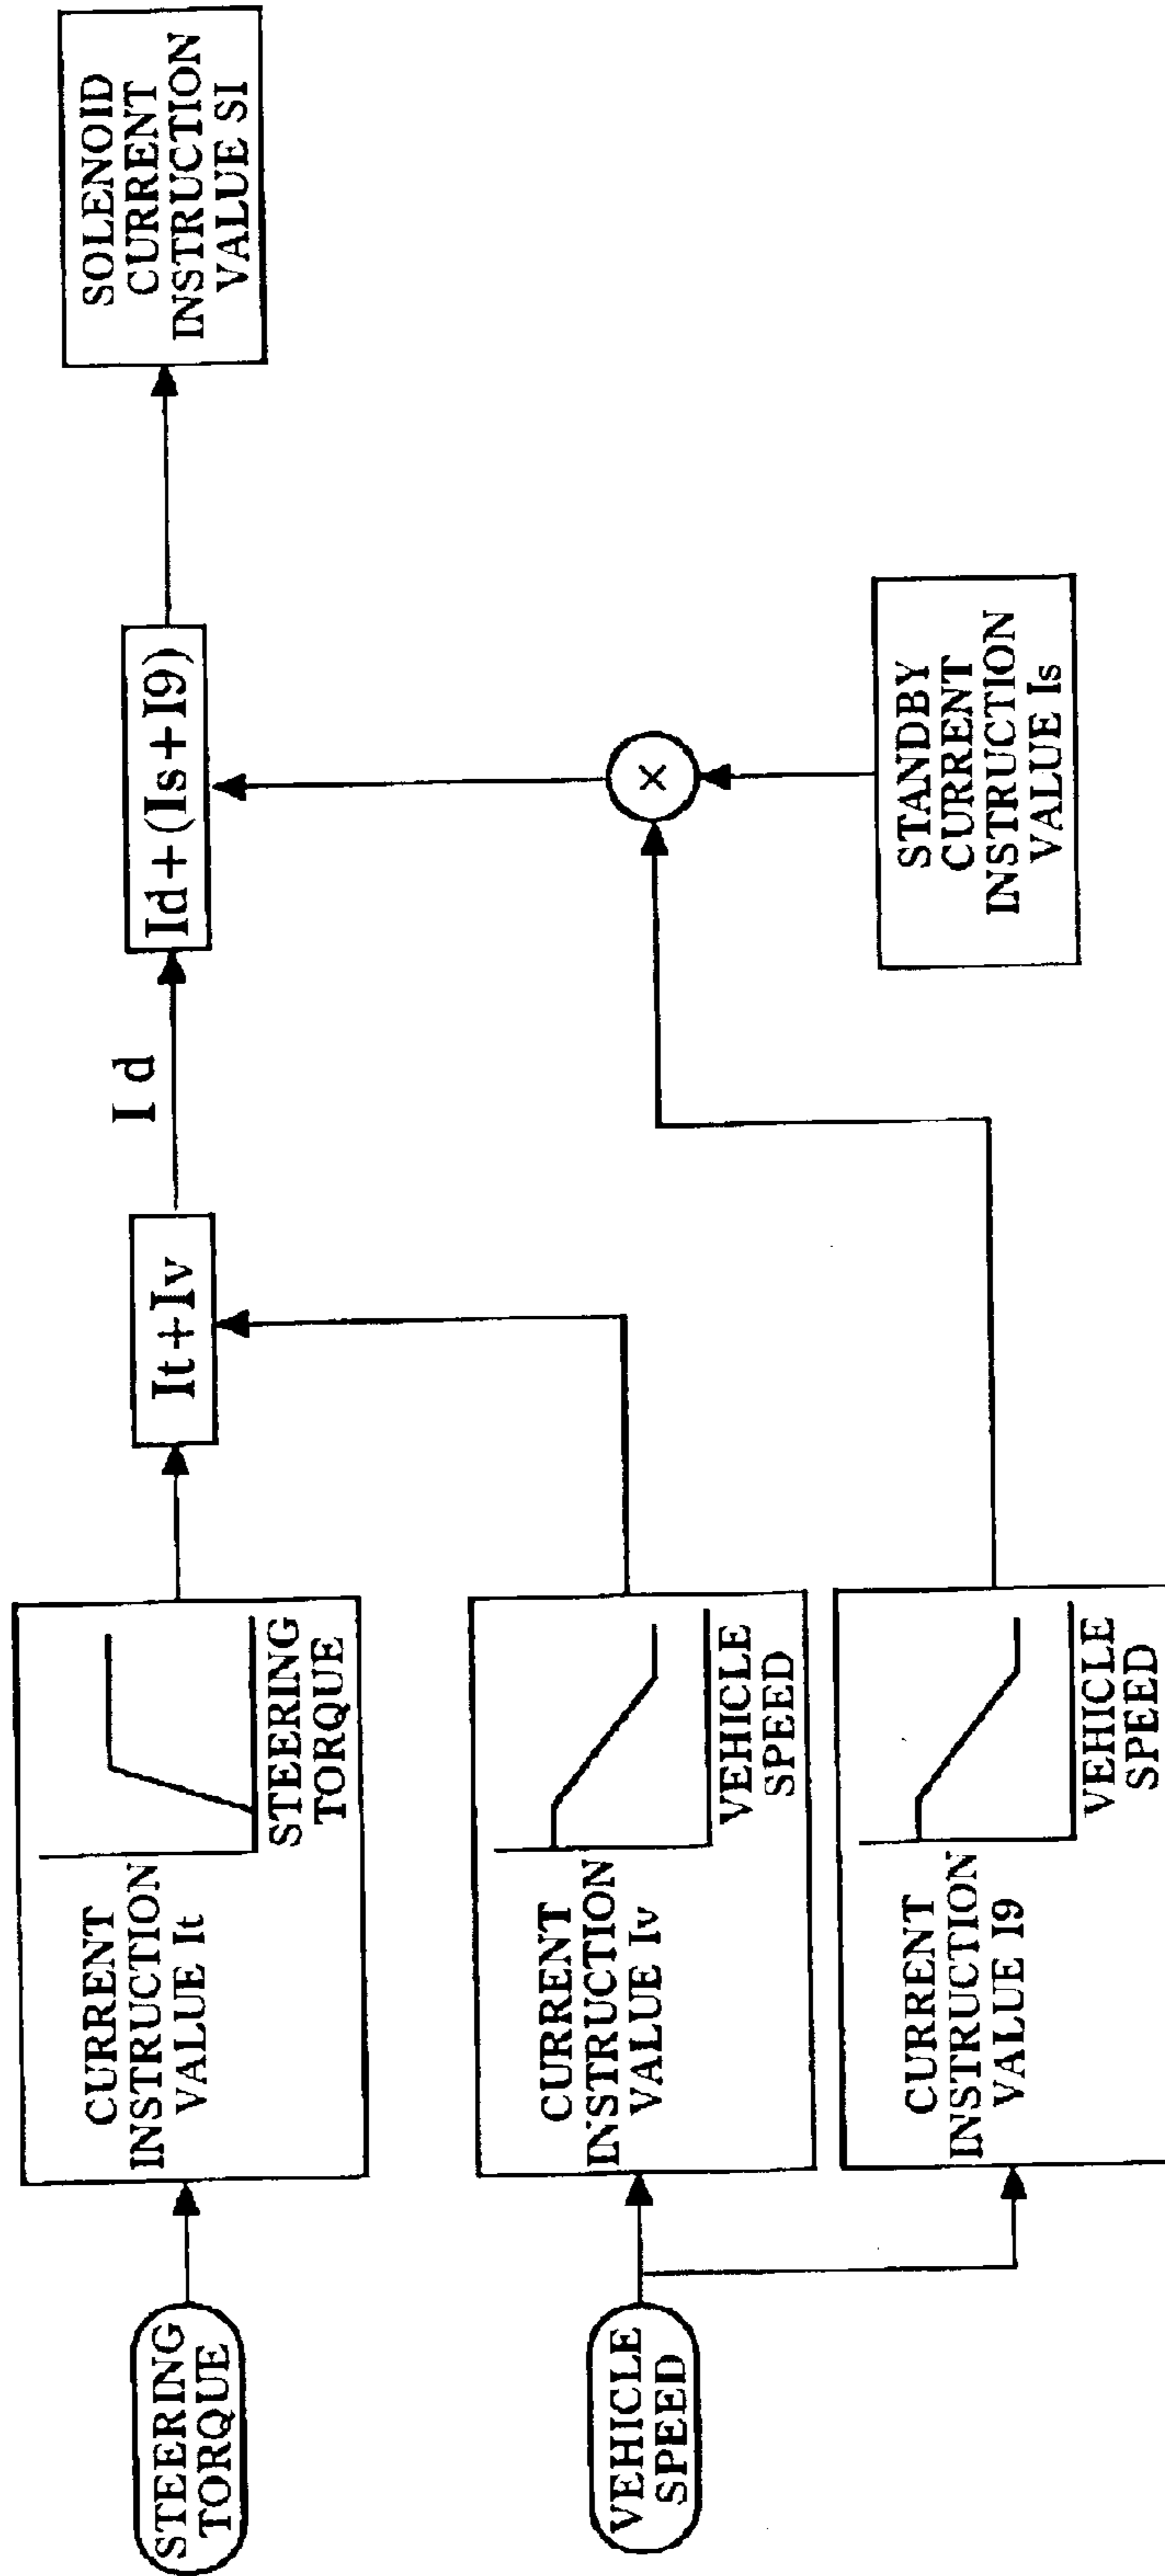 STEERING
TORQUE
CURRENT
INSTRUCTION
VALUE It
STEERING
TORQUE
It+Iv
I d
Id+(Is+I9)
SOLENOID
CURRENT
INSTRUCTION
VALUE SI
VEHICLE
SPEED
CURRENT
INSTRUCTION
VALUE Iv
VEHICLE
SPEED
×
CURRENT
INSTRUCTION
VALUE I9
VEHICLE
SPEED
STANDBY
CURRENT
INSTRUCTION
VALUE Is